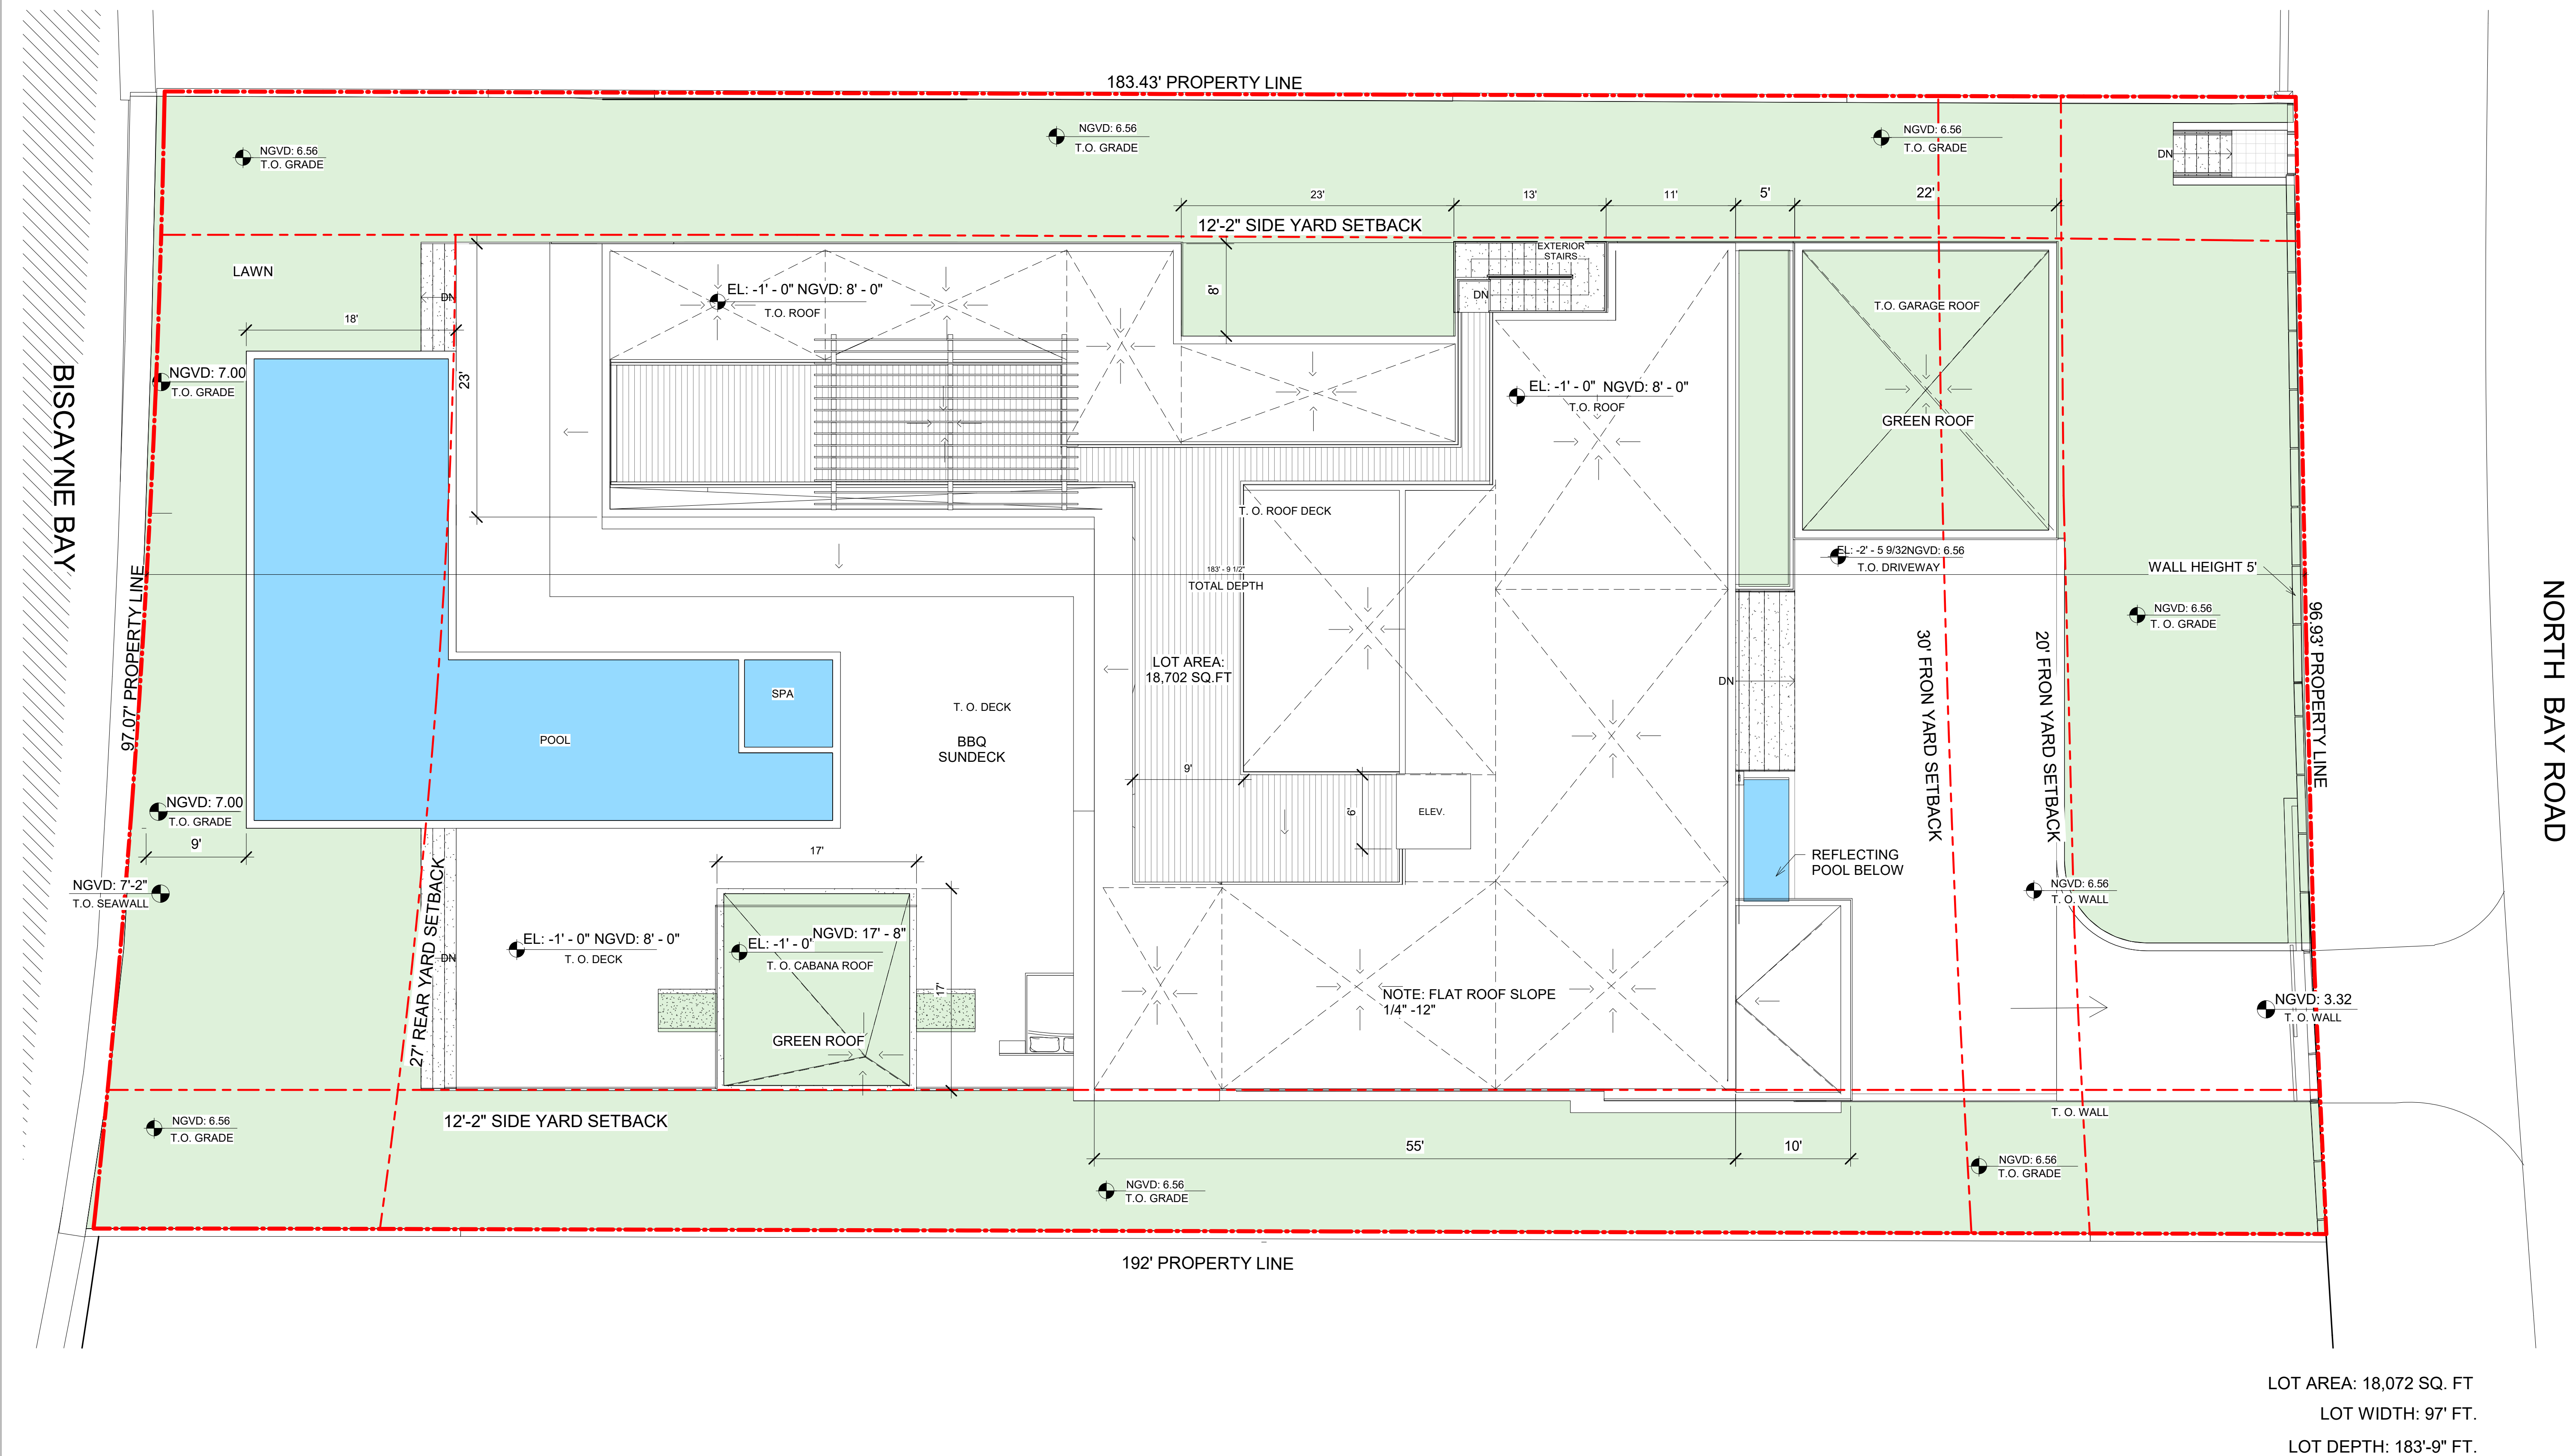 183.43' PROPERTY LINE
NGVD: 6.56
T.O. GRADE
NGVD: 6.56
T.O. GRADE
NGVD: 6.56
T.O. GRADE
DN
23'
13'
11'
5'
22'
12'-2" SIDE YARD SETBACK
EXTERIOR
STAIRS
LAWN
DN
8'
DN
EL: -1' - 0" NGVD: 8' - 0"
T.O. ROOF
T.O. GARAGE ROOF
18'
BISCAYNE BAY
NGVD: 7.00
T.O. GRADE
23'
EL: -1' - 0" NGVD: 8' - 0"
T.O. ROOF
GREEN ROOF
T. O. ROOF DECK
EL: -2' - 5 9/32NGVD: 6.56
T.O. DRIVEWAY
183' - 9 1/2"
TOTAL DEPTH
WALL HEIGHT 5'
NGVD: 6.56
T. O. GRADE
97.07' PROPERTY LINE
96.93' PROPERTY LINE
NORTH BAY ROAD
30' FRON YARD SETBACK
20' FRON YARD SETBACK
LOT AREA:
18,702 SQ.FT
DN
SPA
POOL
T. O. DECK
BBQ
SUNDECK
9'
6'
ELEV.
NGVD: 7.00
T.O. GRADE
9'
17'
REFLECTING
POOL BELOW
NGVD: 7'-2"
T.O. SEAWALL
NGVD: 6.56
T. O. WALL
27' REAR YARD SETBACK
DN
EL: -1' - 0" NGVD: 8' - 0"
T. O. DECK
EL: -1' - 0"
NGVD: 17' - 8"
T. O. CABANA ROOF
17'
GREEN ROOF
NOTE: FLAT ROOF SLOPE
1/4" -12"
NGVD: 3.32
T. O. WALL
12'-2" SIDE YARD SETBACK
NGVD: 6.56
T.O. GRADE
T. O. WALL
55'
10'
NGVD: 6.56
T.O. GRADE
NGVD: 6.56
T.O. GRADE
192' PROPERTY LINE
LOT AREA: 18,072 SQ. FT
LOT WIDTH: 97' FT.
LOT DEPTH: 183'-9" FT.